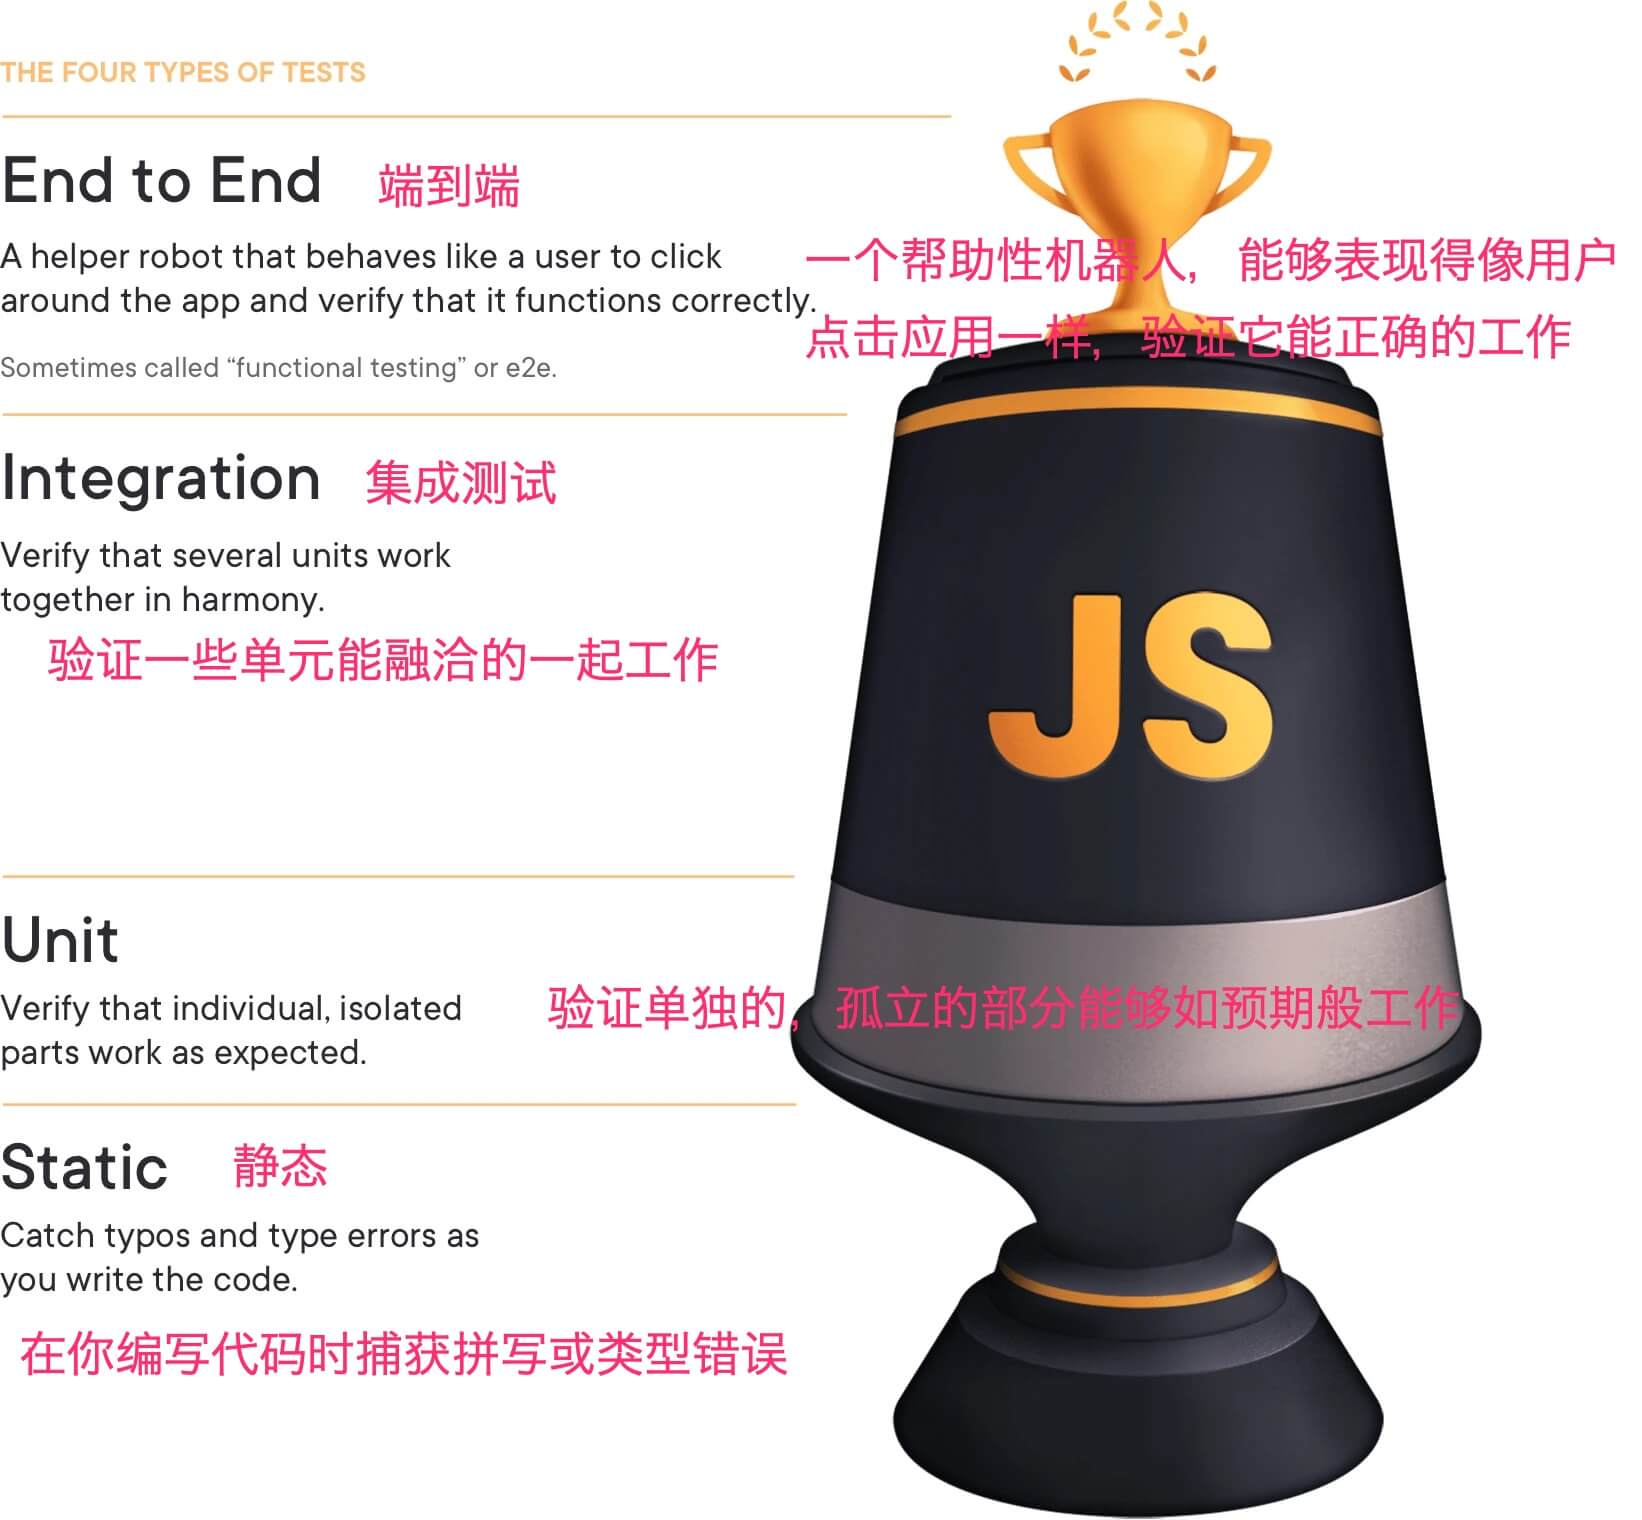 THE FOUR TYPES OF TESTS
End to End 端到端
A helper robot that behaves like a user to click
around the app and verify that it functions correctly.
一个帮助性机器人, 能够表现得像用户
点击应用一样, 验证它能正确的工作
Sometimes called “functional testing” or e2e.
Integration 集成测试
Verify that several units work
together in harmony.
验证一些单元能融洽的一起工作
JS
Unit
Verify that individual, isolated
parts work as expected.
验证单独的, 孤立的部分能够如预期般工作
Static 静态
Catch typos and type errors as
you write the code.
在你编写代码时捕获拼写或类型错误